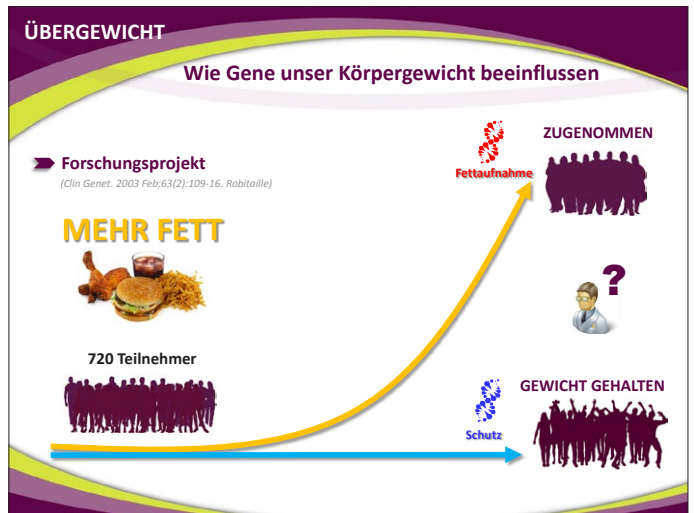 ÜBERGEWICHT
Wie Gene unser Körpergewicht beeinflussen
Forschungsprojekt
(Clin Genet. 2003 Feb;63(2):109-16. Robitaille)
MEHR FETT
720 Teilnehmer
Fettaufnahme
ZUGENOMMEN
?
GEWICHT GEHALTEN
Schutz